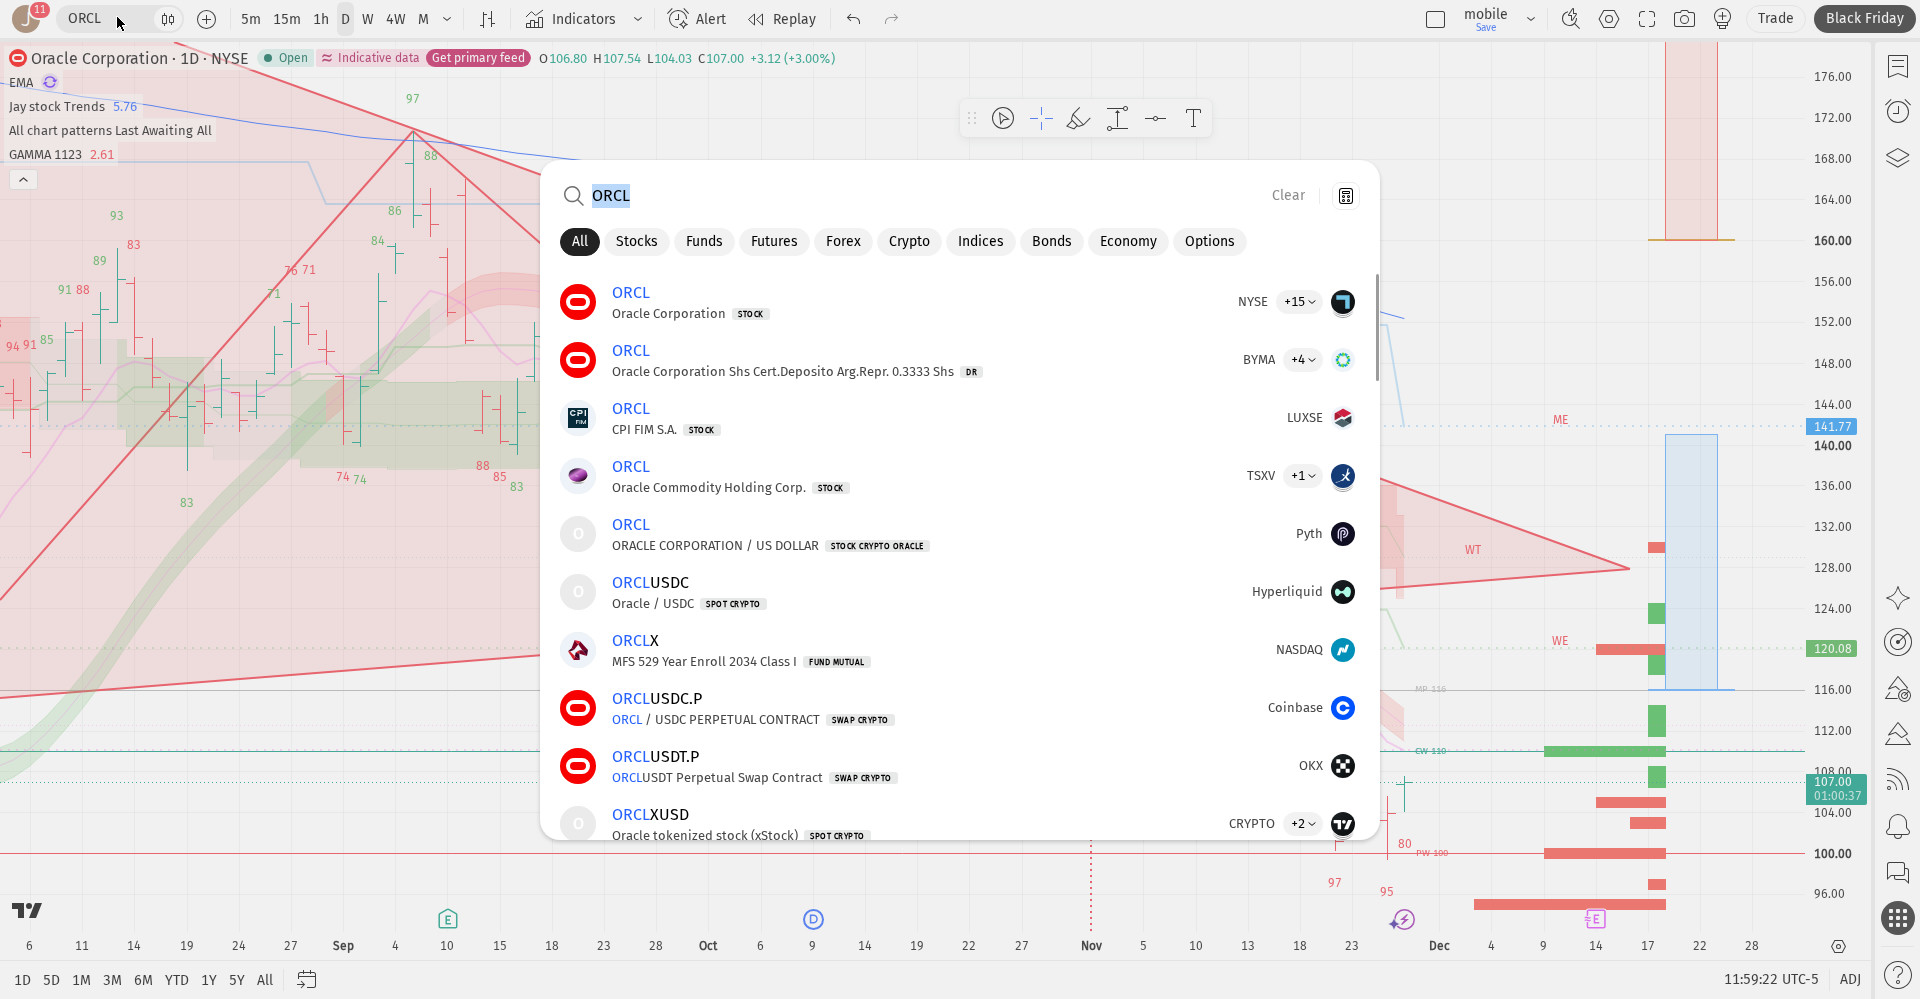 J 11 ORCL 5m 15m 1h D W 4W M Indicators Alert Replay mobile Save Trade Black Friday
Oracle Corporation · 1D · NYSE Open Indicative data Get primary feed O106.80 H107.54 L104.03 C107.00 +3.12 (+3.00%)
EMA
Jay stock Trends 5.76
All chart patterns Last Awaiting All
GAMMA 1123 2.61
97
88
86
84
93
83
89
91 88
76 71
71
94 91 85
74 74
88
85
83
83
T
ORCL Clear
All Stocks Funds Futures Forex Crypto Indices Bonds Economy Options
ORCL
Oracle Corporation STOCK
NYSE +15
ORCL
Oracle Corporation Shs Cert.Deposito Arg.Repr. 0.3333 Shs DR
BYMA +4
CPI FIM
ORCL
CPI FIM S.A. STOCK
LUXSE
ORCL
Oracle Commodity Holding Corp. STOCK
TSXV +1
O
ORCL
ORACLE CORPORATION / US DOLLAR STOCK CRYPTO ORACLE
Pyth
O
ORCLUSDC
Oracle / USDC SPOT CRYPTO
Hyperliquid
ORCLX
MFS 529 Year Enroll 2034 Class I FUND MUTUAL
NASDAQ
ORCLUSDC.P
ORCL / USDC PERPETUAL CONTRACT SWAP CRYPTO
Coinbase
ORCLUSDT.P
ORCLUSDT Perpetual Swap Contract SWAP CRYPTO
OKX
O
ORCLXUSD
Oracle tokenized stock (xStock) SPOT CRYPTO
CRYPTO +2
ME
WT
WE
MP 116
CW 110
PW 100
80
97
95
176.00
172.00
168.00
164.00
160.00
156.00
152.00
148.00
144.00
141.77
140.00
136.00
132.00
128.00
124.00
120.08
116.00
112.00
108.00
107.00
01:00:37
104.00
100.00
96.00
E D E
6 11 14 19 24 27 Sep 4 10 15 18 23 28 Oct 6 9 14 19 22 27 Nov 5 10 13 18 23 Dec 4 9 14 17 22 28
1D 5D 1M 3M 6M YTD 1Y 5Y All 11:59:22 UTC-5 ADJ